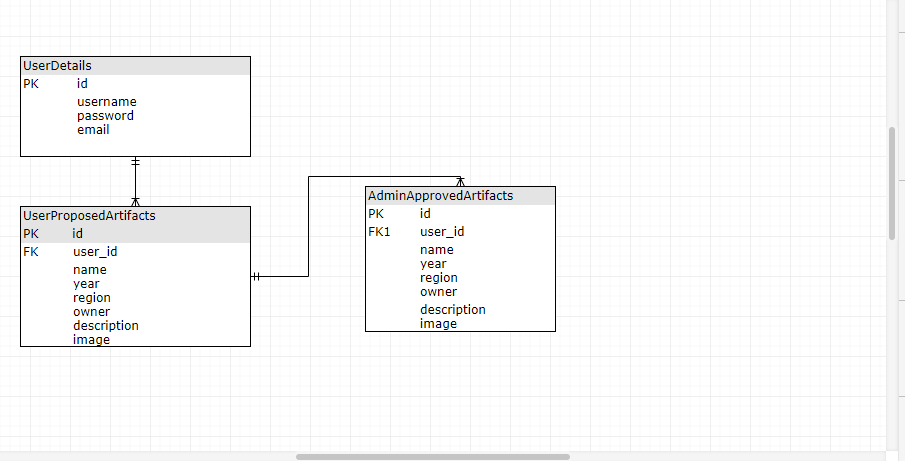 UserDetails
PK id
username
password
email
UserProposedArtifacts
PK id
FK user_id
name
year
region
owner
description
image
AdminApprovedArtifacts
PK id
FK1 user_id
name
year
region
owner
description
image